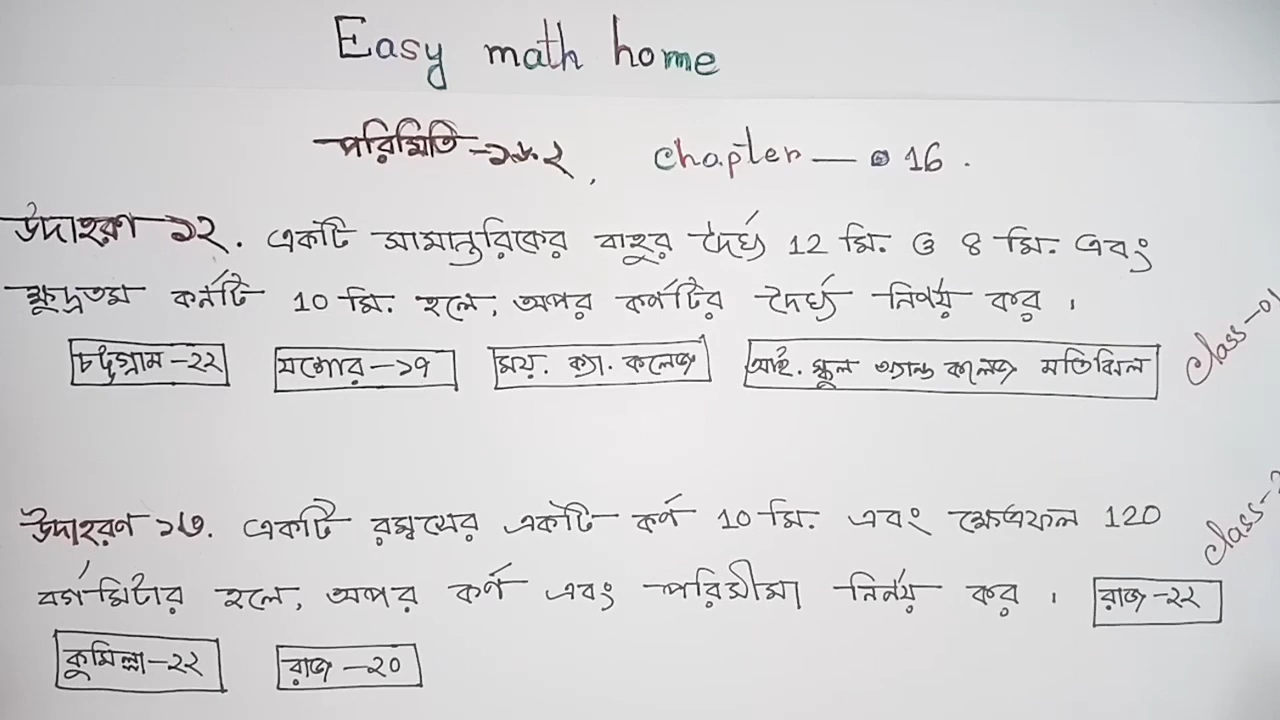 Easy math home
পরিমিতি-১৬.২, chapter — 16.
উদাহরণ ১২. একটি সামান্তরিকের বাহুর দৈর্ঘ্য 12 মি. ও 8 মি. এবং
ক্ষুদ্রতম কর্নটি 10 মি. হলে, অপর কর্ণটির দৈর্ঘ্য নির্ণয় কর।
চট্টগ্রাম-২২ যশোর-১৭ ময়. ক্যা. কলেজ আই. স্কুল অ্যান্ড কলেজ মতিঝিল
class-01
উদাহরণ ১৩. একটি রম্বসের একটি কর্ণ 10 মি. এবং ক্ষেত্রফল 120
বর্গমিটার হলে, অপর কর্ণ এবং পরিসীমা নির্ণয় কর। রাজ-২২
কুমিল্লা-২২ রাজ-২০
class-2